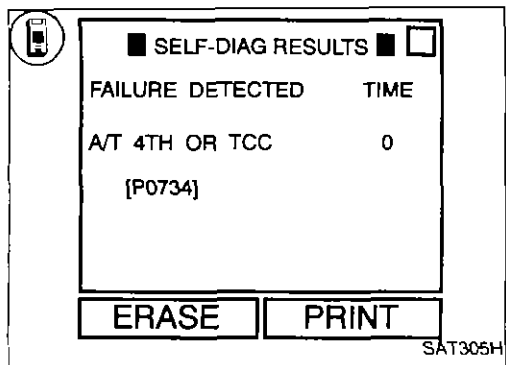 SELF-DIAG RESULTS
FAILURE DETECTED TIME
A/T 4TH OR TCC 0
[P0734]
ERASE PRINT
SAT305H